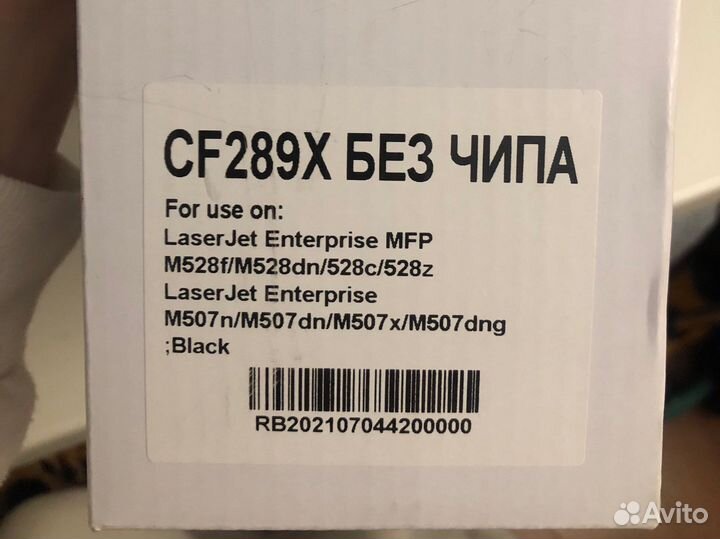 CF289X БЕЗ ЧИПА
For use on:
LaserJet Enterprise MFP
M528f/M528dn/528c/528z
LaserJet Enterprise
M507n/M507dn/M507x/M507dng
;Black
RB202107044200000
Avito